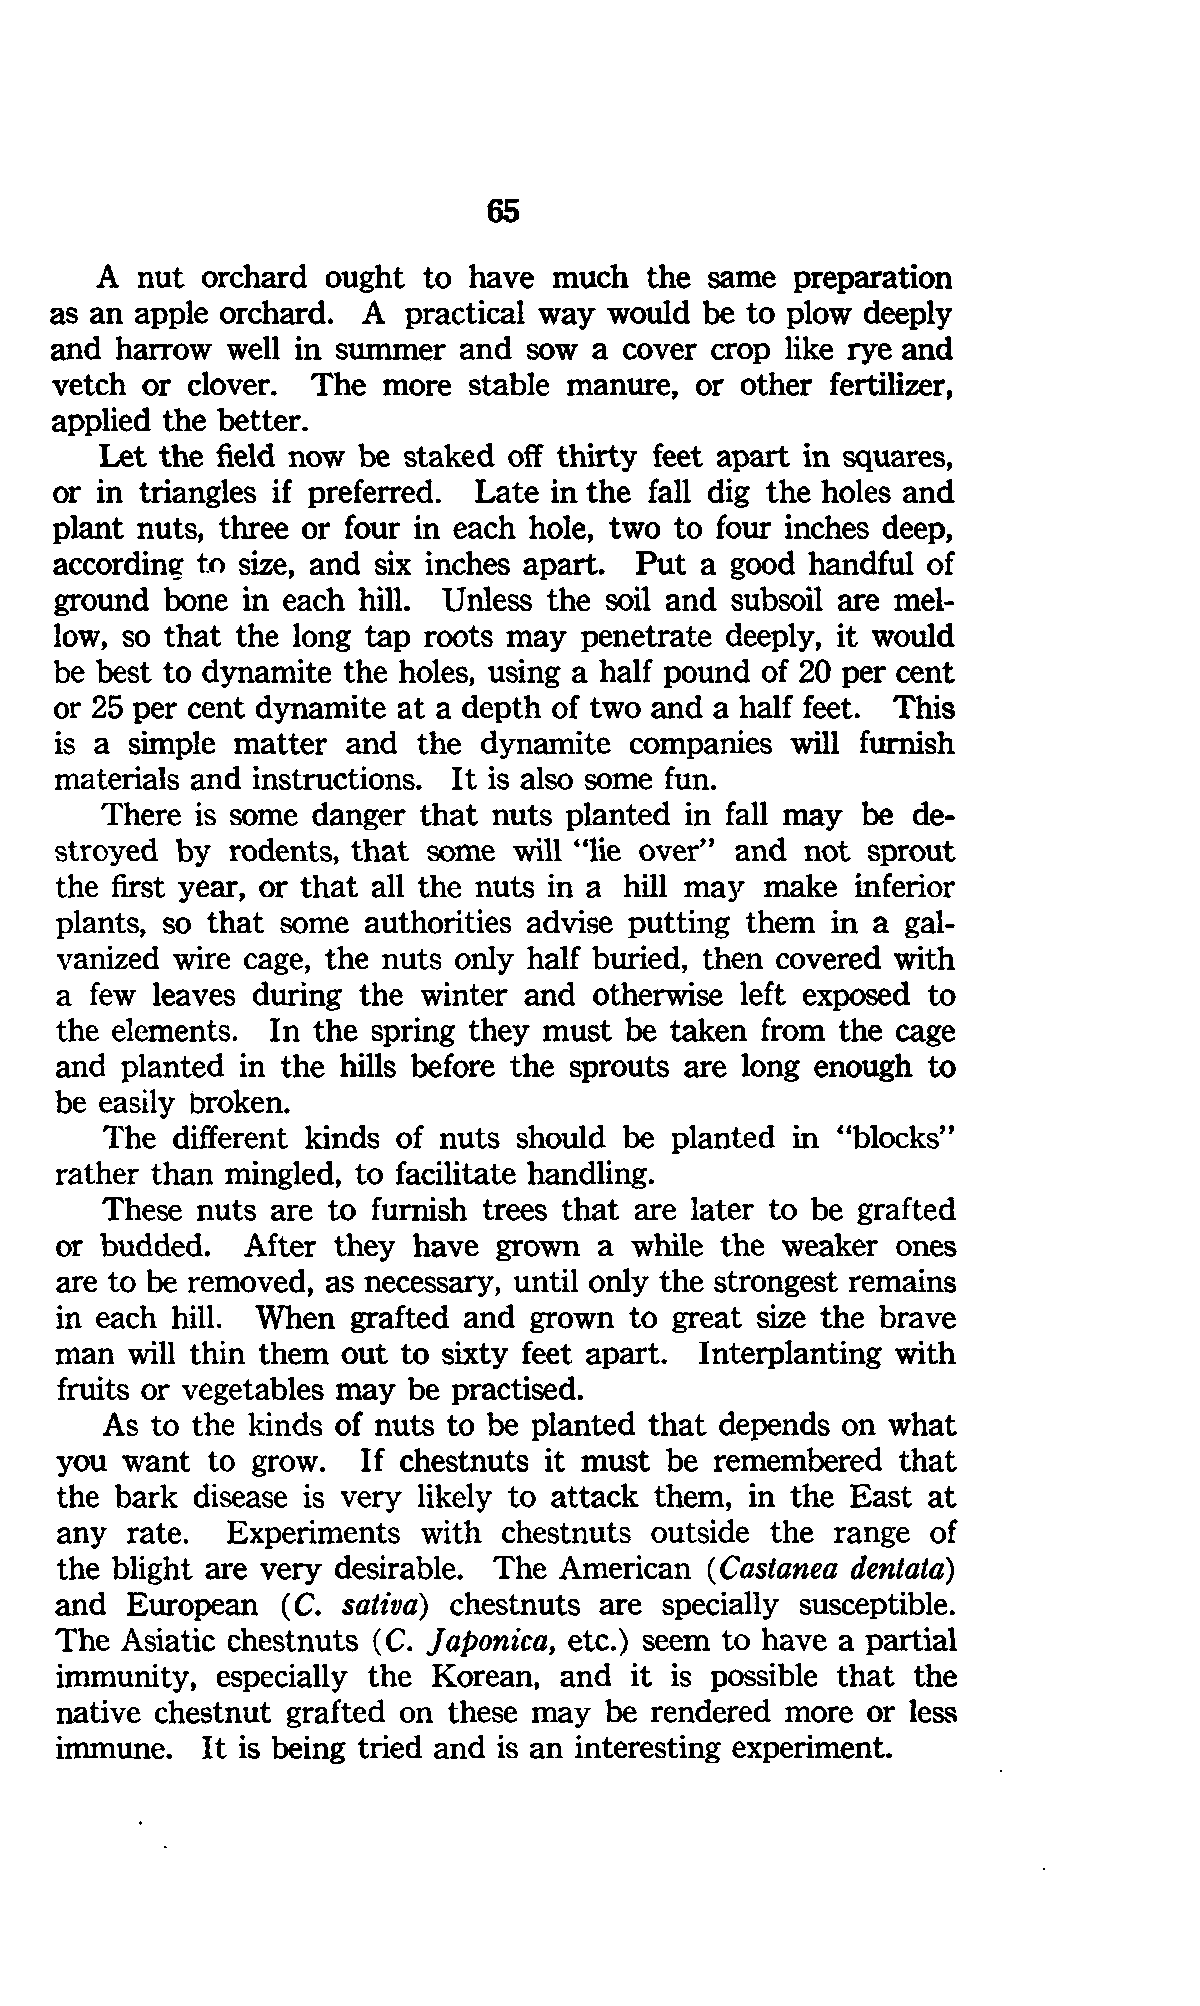 65
A nut orchard ought to have much the same preparation
as an apple orchard. A practical way would be to plow deeply
and harrow well in summer and sow a cover crop like rye and
vetch or clover. The more stable manure, or other fertilizer,
applied the better.
Let the field now be staked off thirty feet apart in squares,
or in triangles if preferred. Late in the fall dig the holes and
plant nuts, three or four in each hole, two to four inches deep,
according to size, and six inches apart. Put a good handful of
ground bone in each hill. Unless the soil and subsoil are mel-
low, so that the long tap roots may penetrate deeply, it would
be best to dynamite the holes, using a half pound of 20 per cent
or 25 per cent dynamite at a depth of two and a half feet. This
is a simple matter and the dynamite companies will furnish
materials and instructions. It is also some fun.
There is some danger that nuts planted in fall may be de-
stroyed by rodents, that some will "lie over" and not sprout
the first year, or that all the nuts in a hill may make inferior
plants, so that some authorities advise putting them in a gal-
vanized wire cage, the nuts only half buried, then covered with
a few leaves during the winter and otherwise left exposed to
the elements. In the spring they must be taken from the cage
and planted in the hills before the sprouts are long enough to
be easily broken.
The different kinds of nuts should be planted in "blocks"
rather than mingled, to facilitate handling.
These nuts are to furnish trees that are later to be grafted
or budded. After they have grown a while the weaker ones
are to be removed, as necessary, until only the strongest remains
in each hill. When grafted and grown to great size the brave
man will thin them out to sixty feet apart. Interplanting with
fruits or vegetables may be practised.
As to the kinds of nuts to be planted that depends on what
you want to grow. If chestnuts it must be remembered that
the bark disease is very likely to attack them, in the East at
any rate. Experiments with chestnuts outside the range of
the blight are very desirable. The American (Castanea dentata)
and European (C. sativa) chestnuts are specially susceptible.
The Asiatic chestnuts (C. Japonica, etc.) seem to have a partial
immunity, especially the Korean, and it is possible that the
native chestnut grafted on these may be rendered more or less
immune. It is being tried and is an interesting experiment.